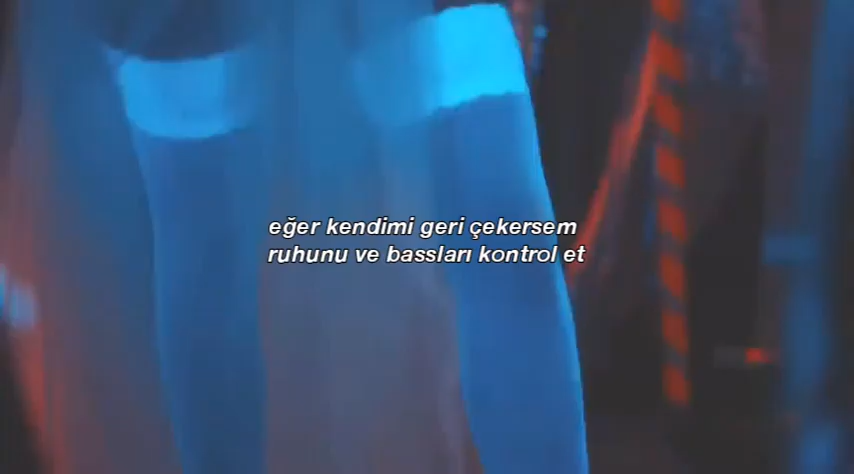 eğer kendimi geri çekersem
ruhunu ve bassları kontrol et